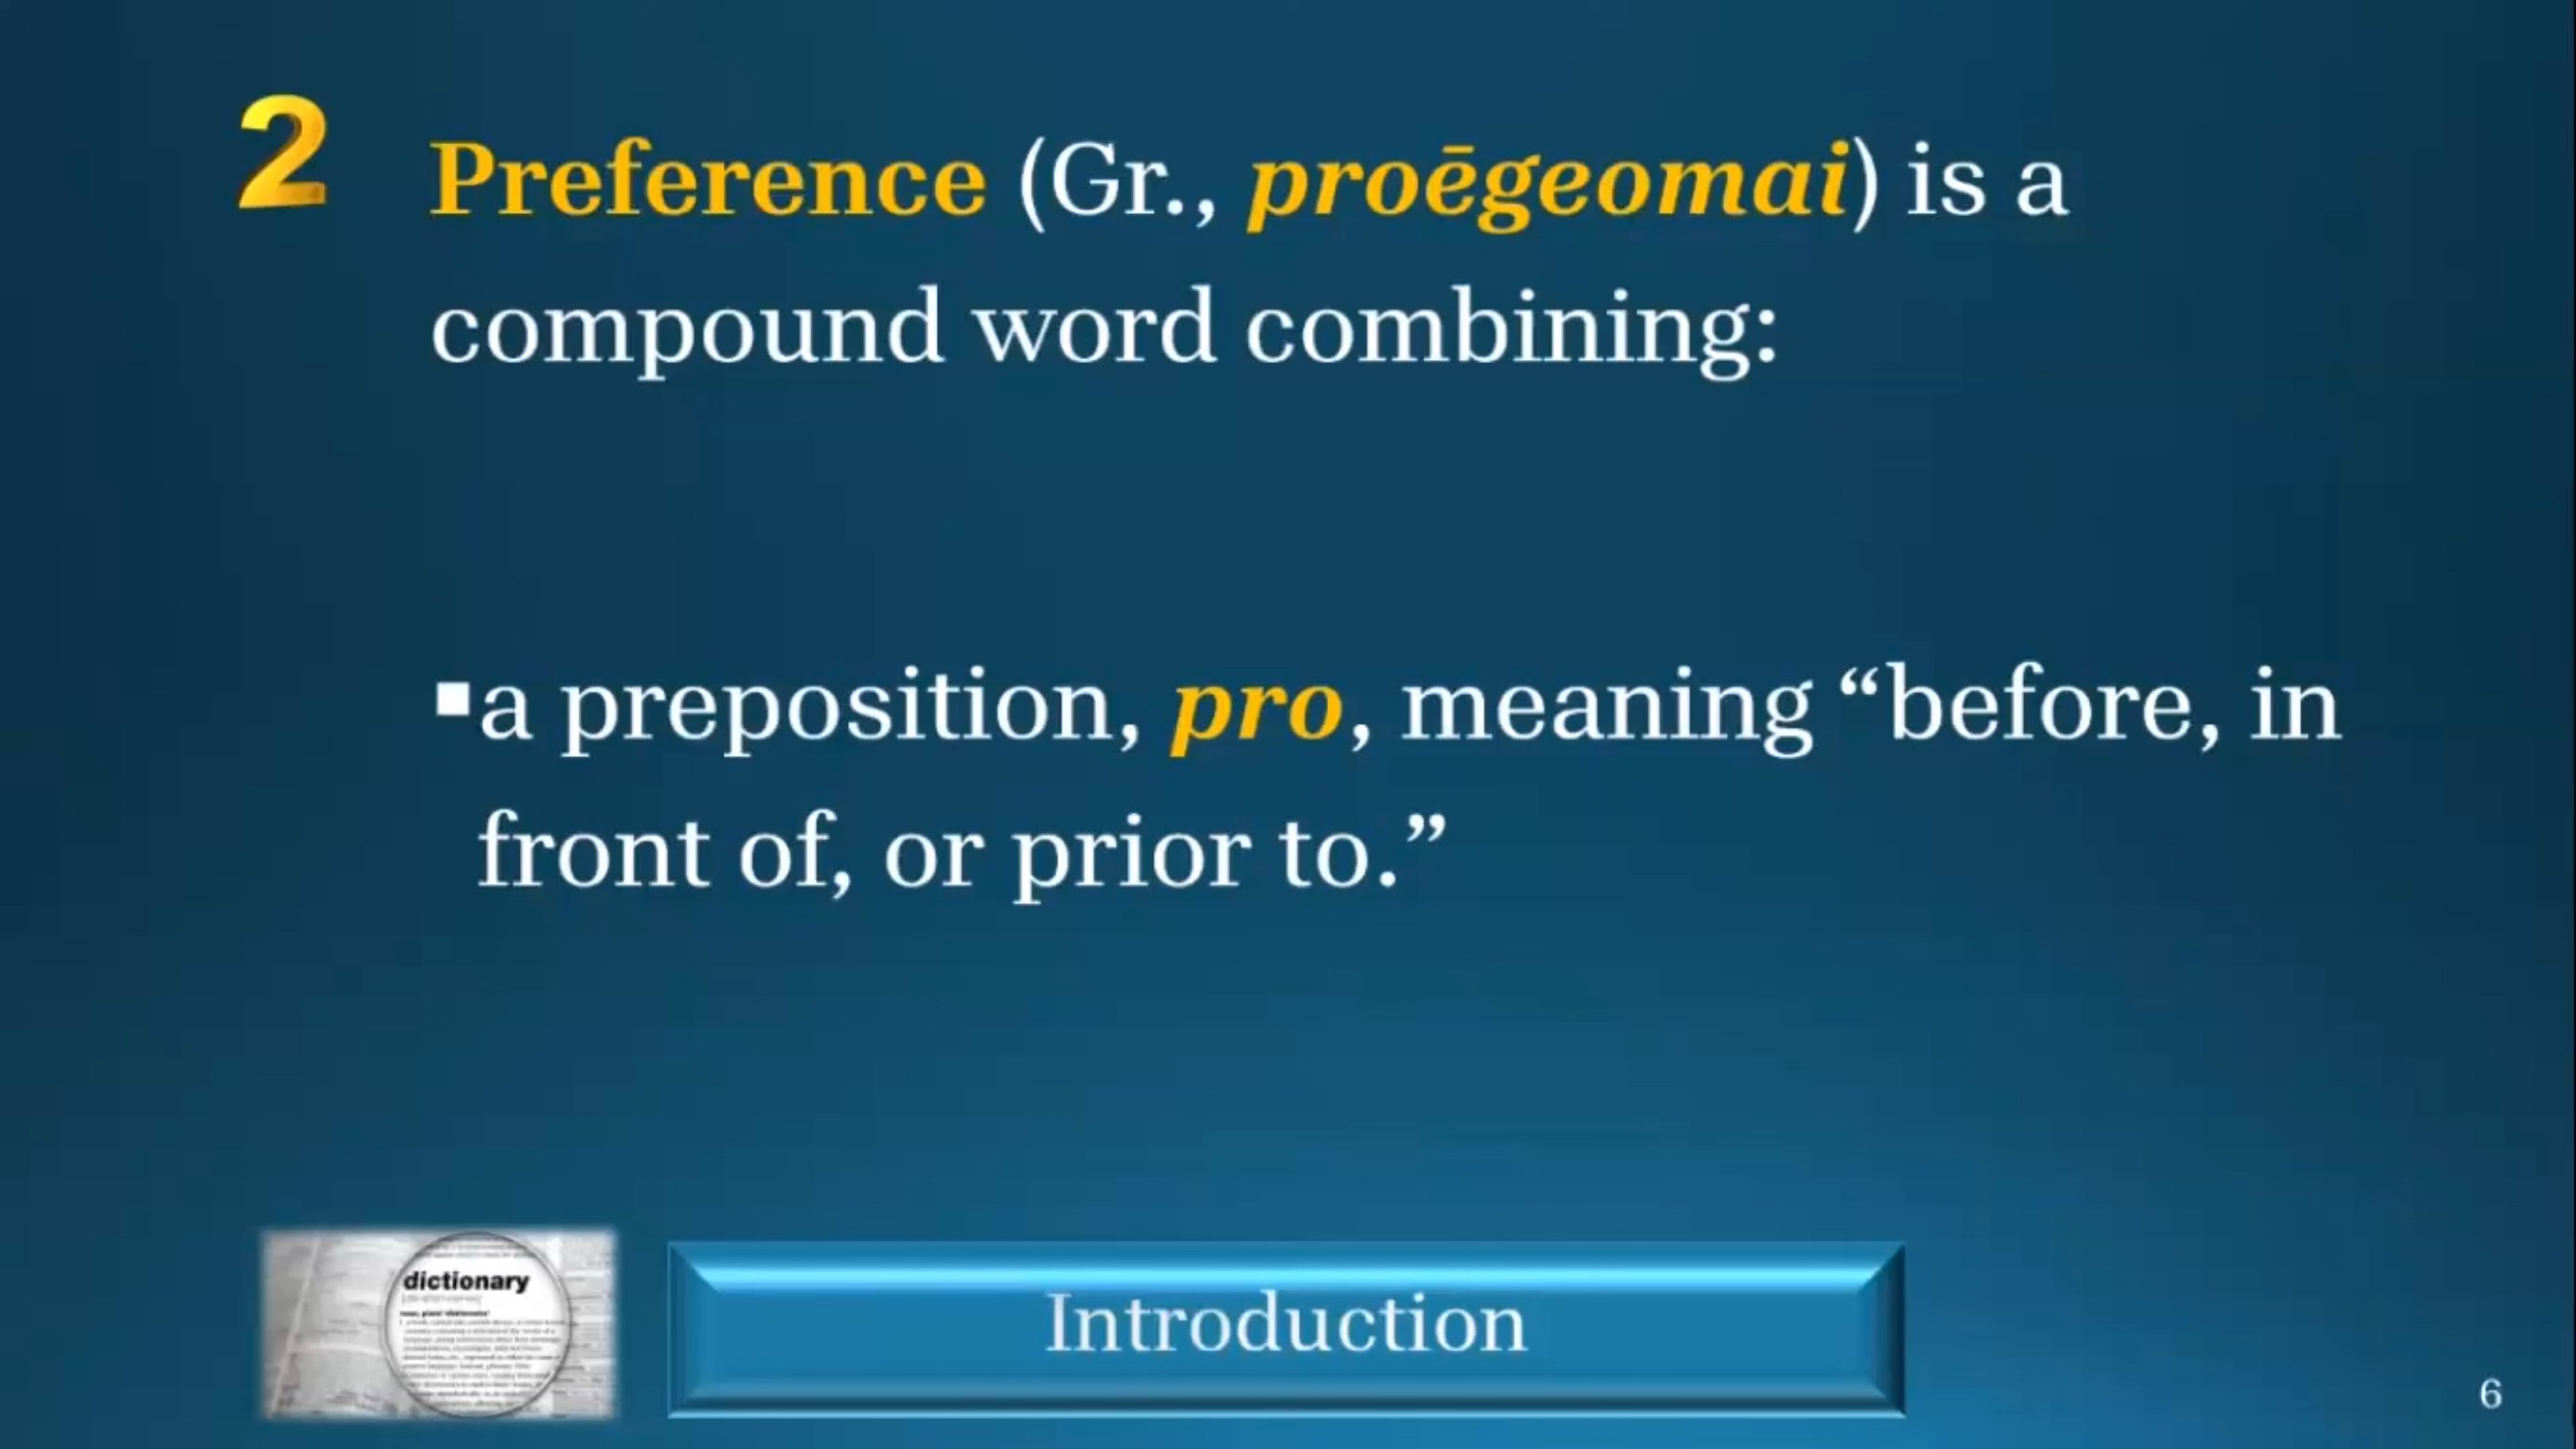 2
Preference (Gr., proēgeomai) is a
compound word combining:
▪a preposition, pro, meaning “before, in
front of, or prior to.”
dictionary
Introduction
6